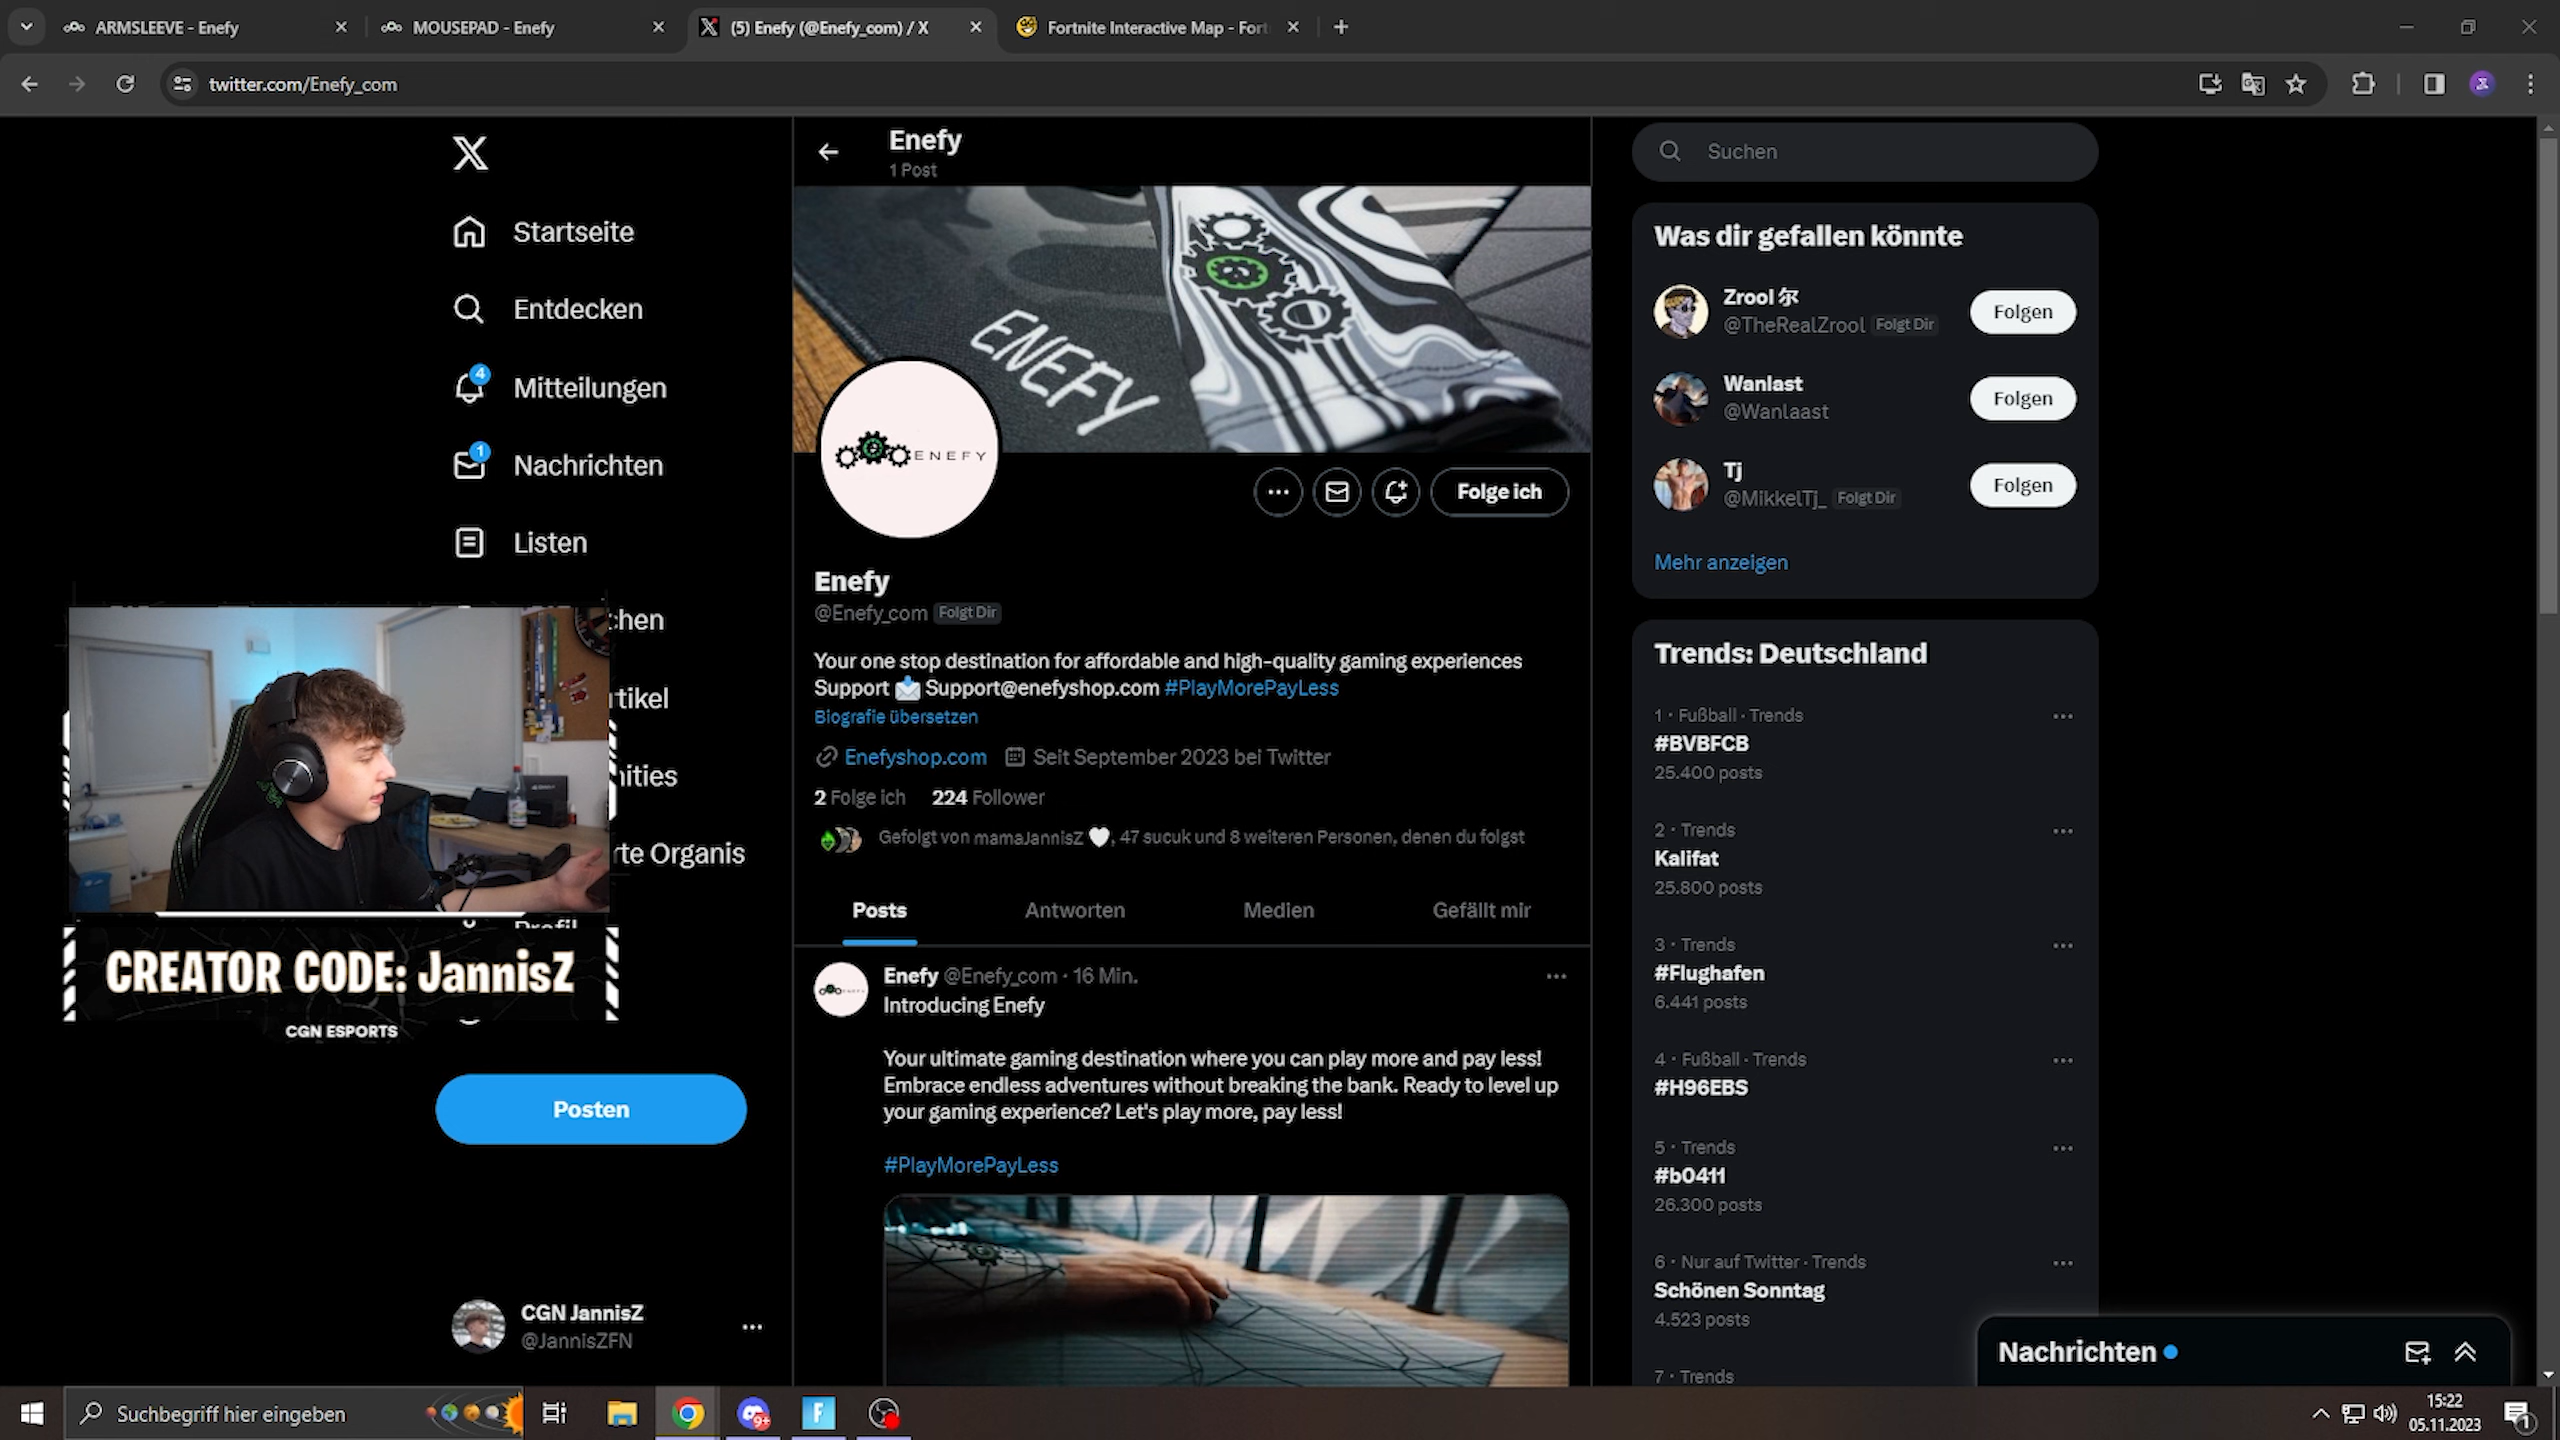 ARMSLEEVE - Enefy
MOUSEPAD - Enefy
(5) Enefy (@Enefy_com) / X
Fortnite Interactive Map - Fort
twitter.com/Enefy_com
Startseite
Entdecken
4
Mitteilungen
1
Nachrichten
Listen
chen
rtikel
nities
rte Organis
Profil
CREATOR CODE: JannisZ
CGN ESPORTS
Posten
CGN JannisZ
@JannisZFN
Enefy
1 Post
ENEFY
ENEFY
Folge ich
Enefy
@Enefy_com Folgt Dir
Your one stop destination for affordable and high-quality gaming experiences
Support 📩 Support@enefyshop.com #PlayMorePayLess
Biografie übersetzen
Enefyshop.com Seit September 2023 bei Twitter
2 Folge ich 224 Follower
Gefolgt von mamaJannisZ 🤍, 47 sucuk und 8 weiteren Personen, denen du folgst
Posts Antworten Medien Gefällt mir
Enefy @Enefy_com · 16 Min.
Introducing Enefy
Your ultimate gaming destination where you can play more and pay less!
Embrace endless adventures without breaking the bank. Ready to level up
your gaming experience? Let's play more, pay less!
#PlayMorePayLess
Suchen
Was dir gefallen könnte
Zrool 尔
@TheRealZrool Folgt Dir
Folgen
Wanlast
@Wanlaast
Folgen
Tj
@MikkelTj_ Folgt Dir
Folgen
Mehr anzeigen
Trends: Deutschland
1 · Fußball · Trends
#BVBFCB
25.400 posts
2 · Trends
Kalifat
25.800 posts
3 · Trends
#Flughafen
6.441 posts
4 · Fußball · Trends
#H96EBS
5 · Trends
#b0411
26.300 posts
6 · Nur auf Twitter · Trends
Schönen Sonntag
4.523 posts
7 · Trends
Nachrichten
Suchbegriff hier eingeben
9+
15:22
05.11.2023
1